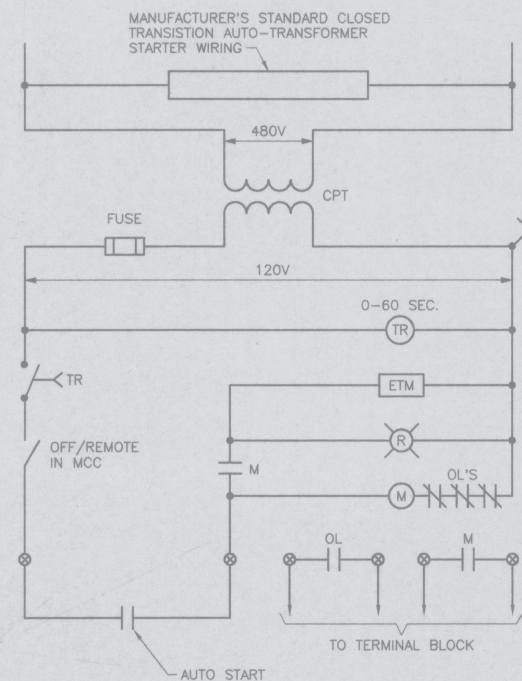 MANUFACTURER'S STANDARD CLOSED
TRANSISTION AUTO-TRANSFORMER
STARTER WIRING
480V
CPT
FUSE
120V
0-60 SEC.
TR
TR
ETM
OFF/REMOTE
IN MCC
R
M
OL'S
M
OL
M
TO TERMINAL BLOCK
AUTO START